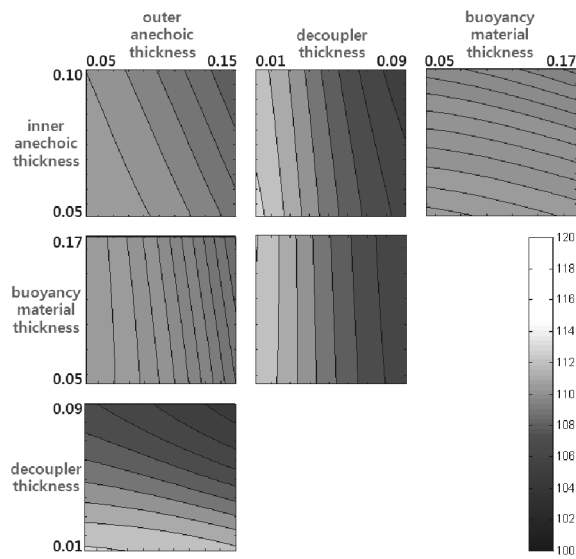 outer
anechoic
thickness
decoupler
thickness
buoyancy
material
thickness
0.05 0.15
0.01 0.09
0.05 0.17
0.10
inner
anechoic
thickness
0.05
0.17
buoyancy
material
thickness
0.05
0.09
decoupler
thickness
0.01
120
118
116
114
112
110
108
106
104
102
100